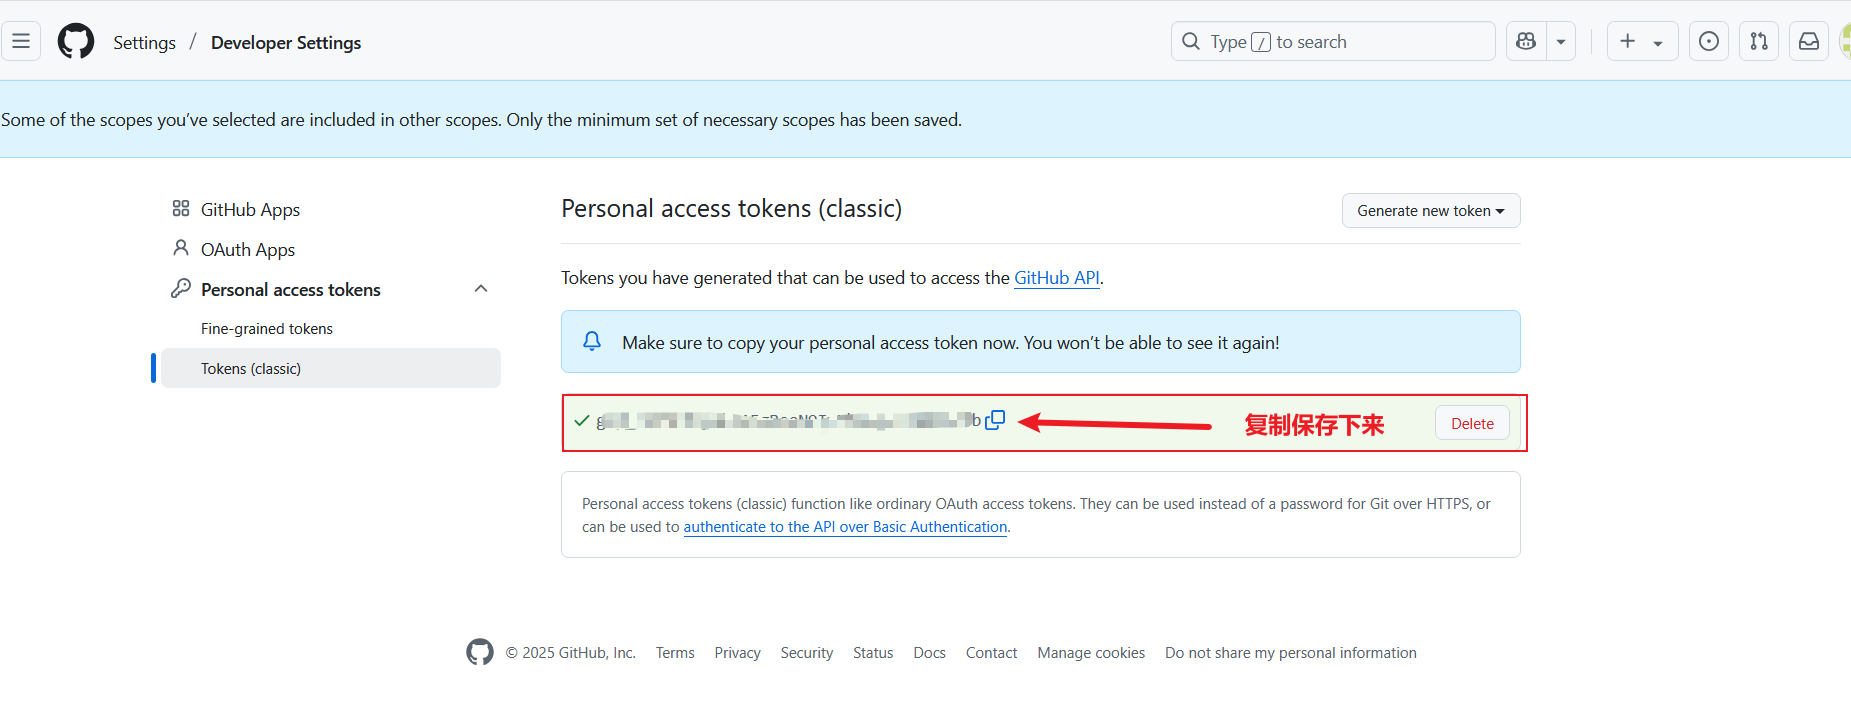 Settings / Developer Settings
Type / to search
Some of the scopes you’ve selected are included in other scopes. Only the minimum set of necessary scopes has been saved.
GitHub Apps
OAuth Apps
Personal access tokens
Fine-grained tokens
Tokens (classic)
Personal access tokens (classic)
Generate new token
Tokens you have generated that can be used to access the GitHub API.
Make sure to copy your personal access token now. You won’t be able to see it again!
复制保存下来
Delete
Personal access tokens (classic) function like ordinary OAuth access tokens. They can be used instead of a password for Git over HTTPS, or
can be used to authenticate to the API over Basic Authentication.
© 2025 GitHub, Inc. Terms Privacy Security Status Docs Contact Manage cookies Do not share my personal information